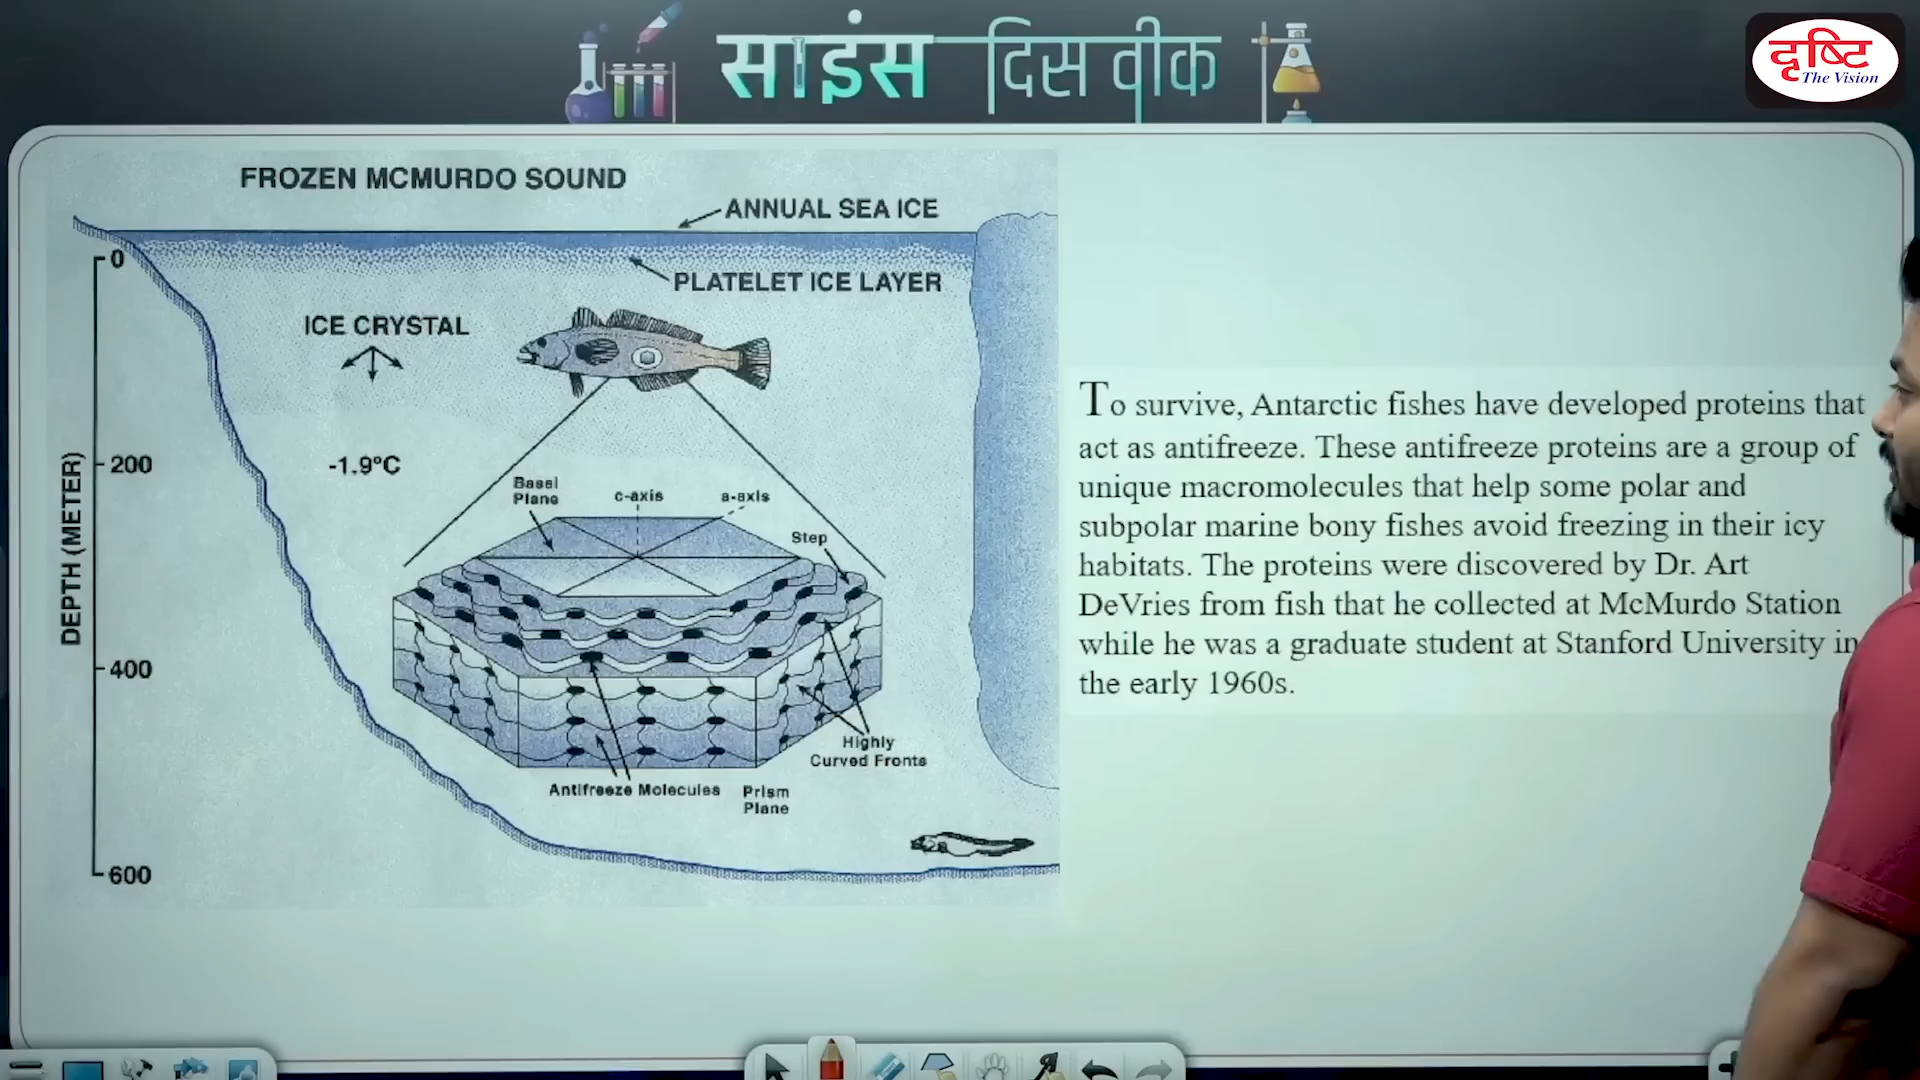 साइंस दिस वीक
दृष्टि
The Vision
FROZEN MCMURDO SOUND
ANNUAL SEA ICE
0
PLATELET ICE LAYER
ICE CRYSTAL
DEPTH (METER)
200
-1.9°C
Basal
Plane
c-axis
a-axis
Step
400
Highly
Curved Fronts
Antifreeze Molecules
Prism
Plane
600
To survive, Antarctic fishes have developed proteins that
act as antifreeze. These antifreeze proteins are a group of
unique macromolecules that help some polar and
subpolar marine bony fishes avoid freezing in their icy
habitats. The proteins were discovered by Dr. Art
DeVries from fish that he collected at McMurdo Station
while he was a graduate student at Stanford University in
the early 1960s.